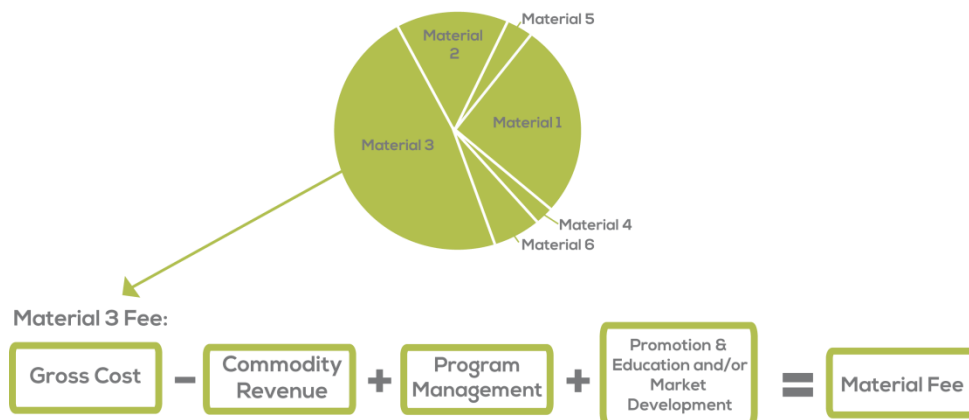 Material 5
Material
2
Material 1
Material 3
Material 4
Material 6
Material 3 Fee:
Gross Cost
−
Commodity
Revenue
+
Program
Management
+
Promotion &
Education and/or
Market
Development
=
Material Fee